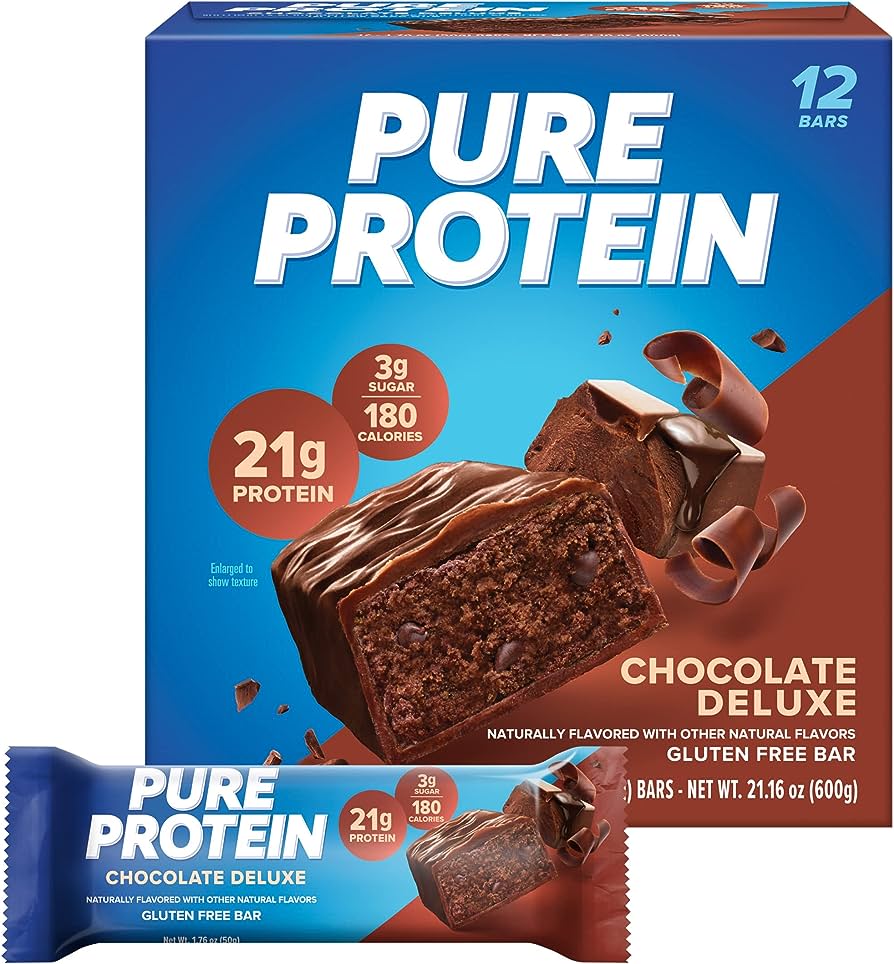 PURE PROTEIN
12
BARS
PURE
PROTEIN
3g
SUGAR
180
CALORIES
21g
PROTEIN
Enlarged to
show texture
CHOCOLATE
DELUXE
NATURALLY FLAVORED WITH OTHER NATURAL FLAVORS
GLUTEN FREE BAR
BARS - NET WT. 21.16 oz (600g)
PURE
PROTEIN
3g
SUGAR
180
CALORIES
21g
PROTEIN
CHOCOLATE DELUXE
NATURALLY FLAVORED WITH OTHER NATURAL FLAVORS
GLUTEN FREE BAR
Net Wt. 1.76 oz (50g)